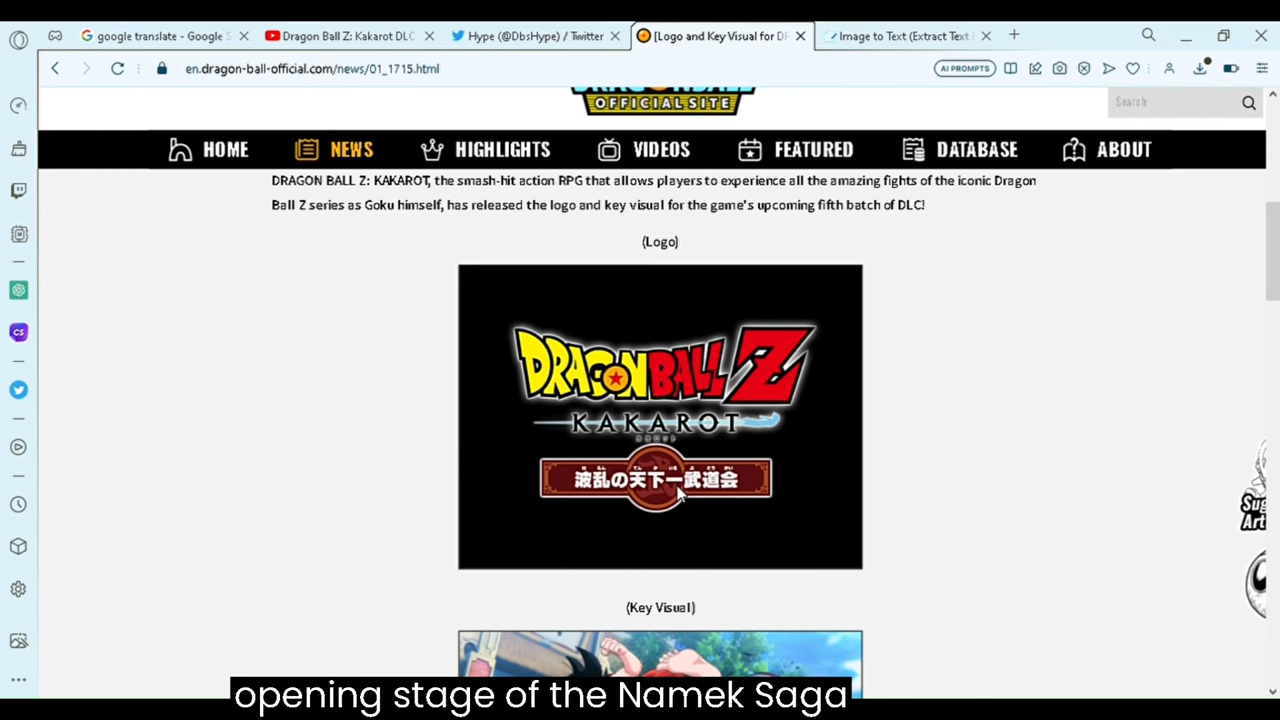 google translate - Google S
Dragon Ball Z: Kakarot DLC
Hype (@DbsHype) / Twitter
[Logo and Key Visual for DR
Image to Text (Extract Text
en.dragon-ball-official.com/news/01_1715.html
AI PROMPTS
OFFICIAL SITE
Search
HOME
NEWS
HIGHLIGHTS
VIDEOS
FEATURED
DATABASE
ABOUT
DRAGON BALL Z: KAKAROT, the smash-hit action RPG that allows players to experience all the amazing fights of the iconic Dragon
Ball Z series as Goku himself, has released the logo and key visual for the game's upcoming fifth batch of DLC!
(Logo)
DRAGONBALL Z
KAKAROT
波乱の天下一武道会
(Key Visual)
CS
opening stage of the Namek Saga